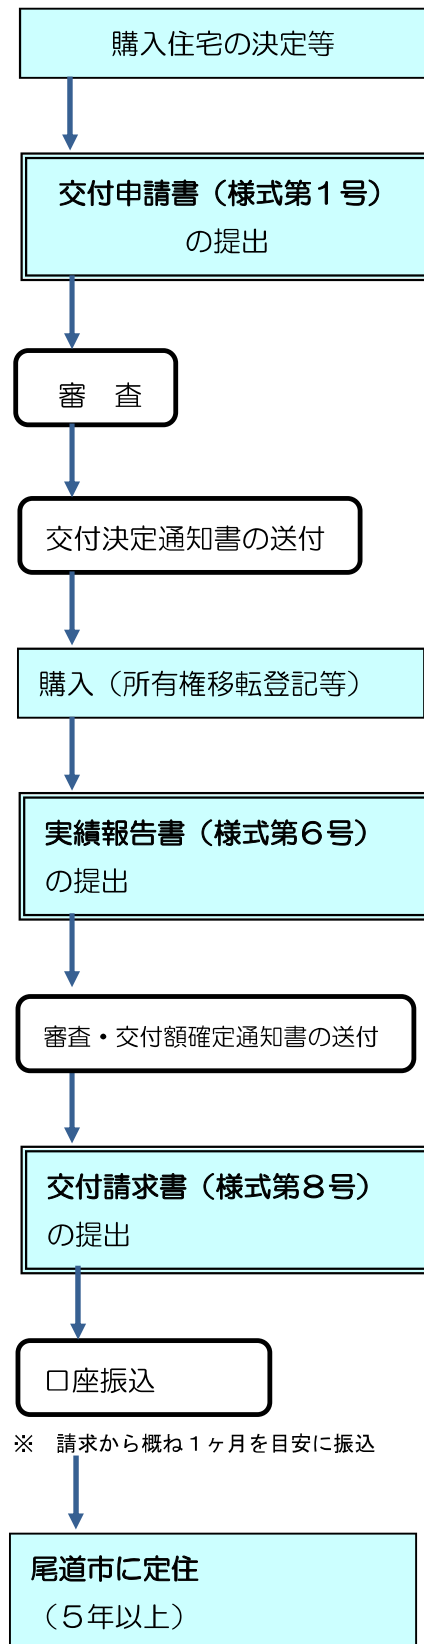 購入住宅の決定等
交付申請書（様式第１号）
の提出
審　査
交付決定通知書の送付
購入（所有権移転登記等）
実績報告書（様式第６号）
の提出
審査・交付額確定通知書の送付
交付請求書（様式第８号）
の提出
口座振込
※　請求から概ね１ヶ月を目安に振込
尾道市に定住
（５年以上）